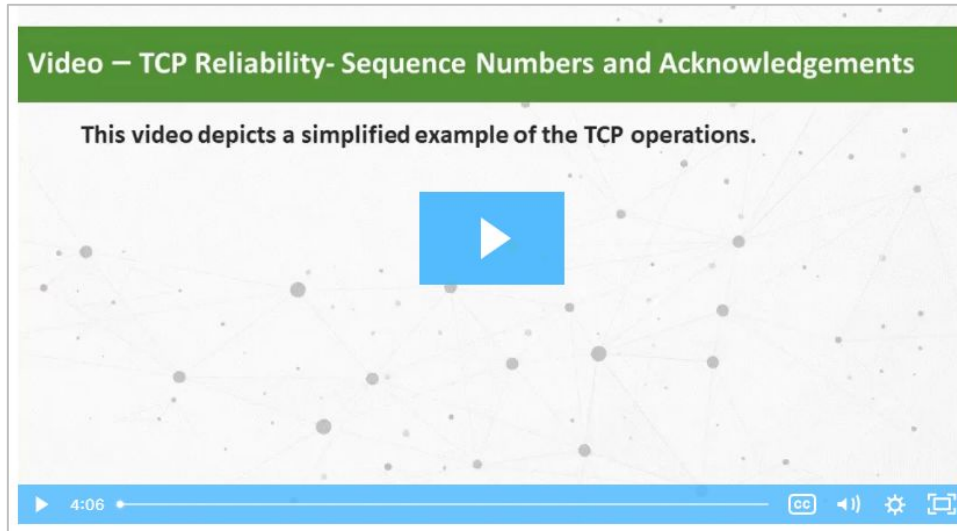 Video – TCP Reliability- Sequence Numbers and Acknowledgements
This video depicts a simplified example of the TCP operations.
4:06
CC